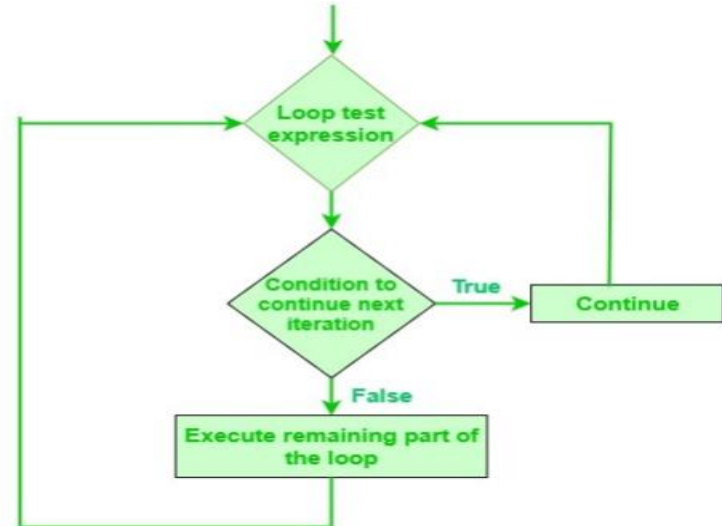 Loop test
expression
Condition to
continue next
iteration
True
Continue
False
Execute remaining part of
the loop